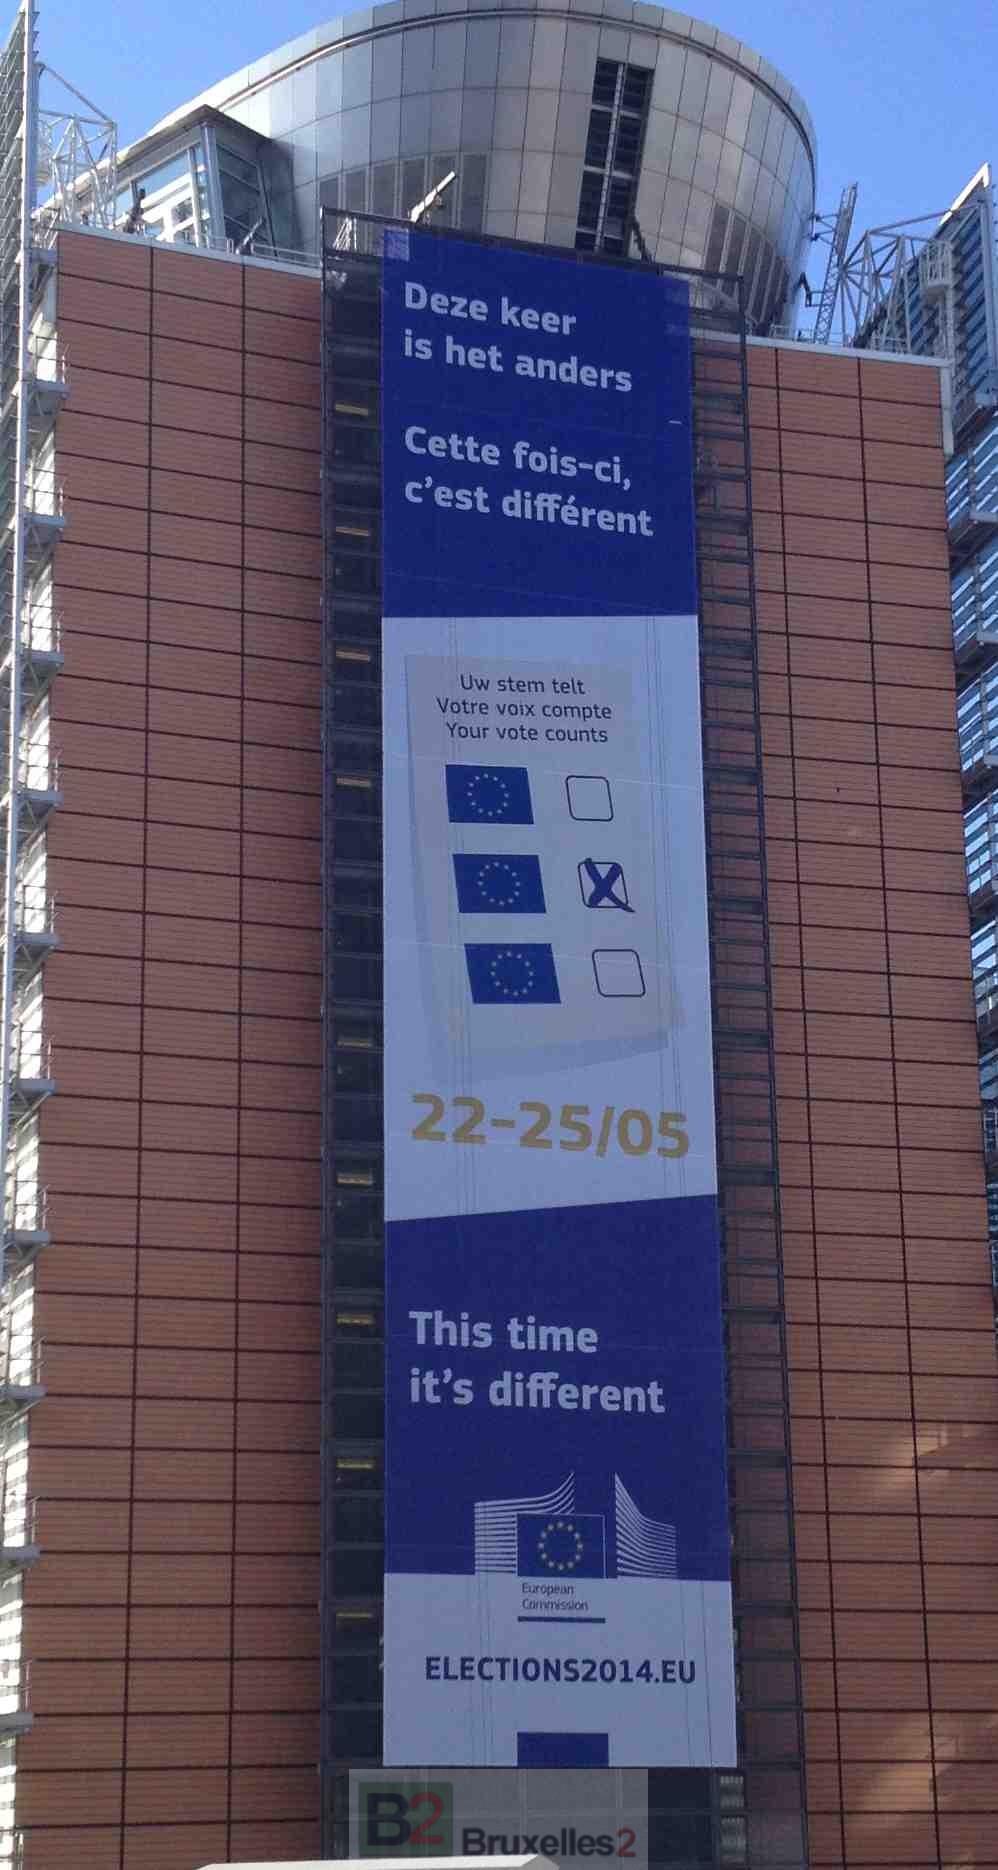 Deze keer
is het anders
Cette fois-ci,
c'est différent
Uw stem telt
Votre voix compte
Your vote counts
22-25/05
This time
it's different
European
Commission
ELECTIONS2014.EU
B2
Bruxelles2